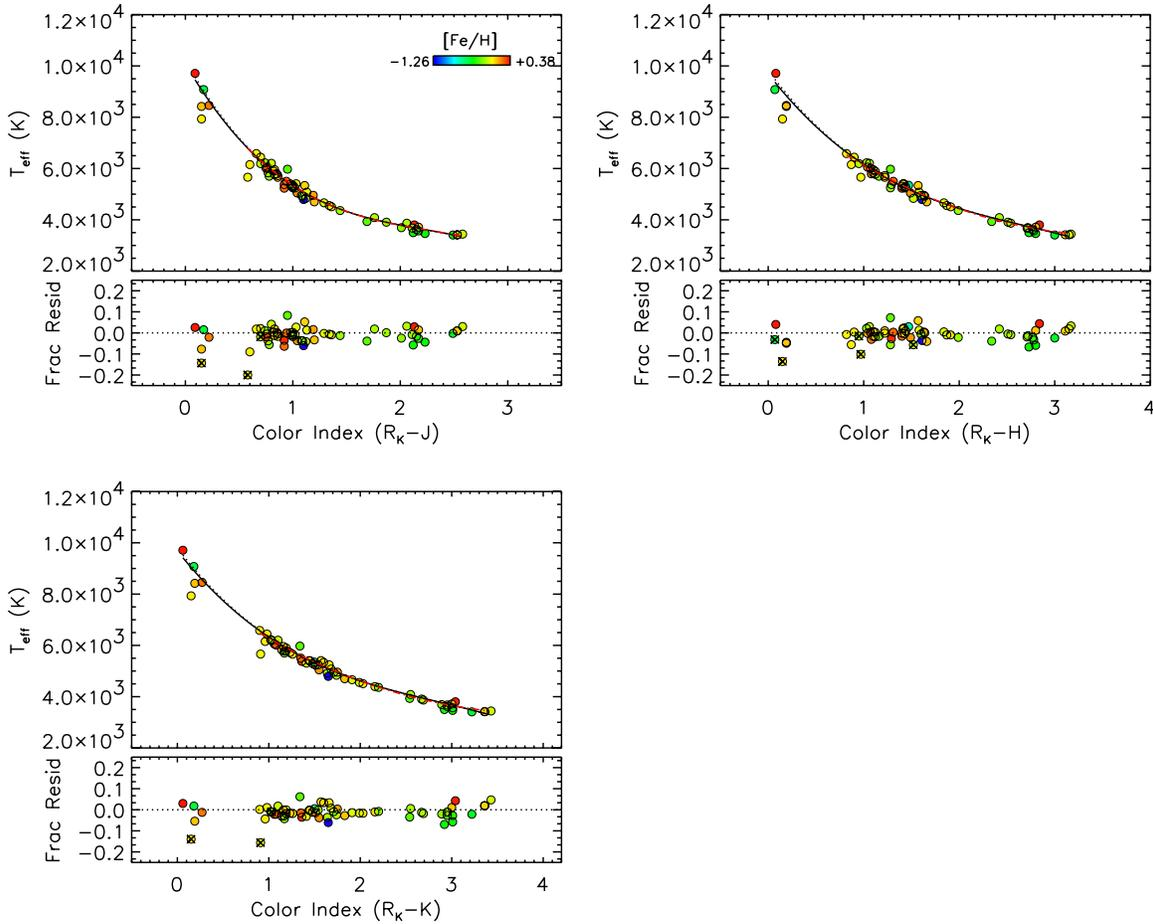 1.2×10⁴
1.0×10⁴
8.0×10³
6.0×10³
4.0×10³
2.0×10³
T_eff (K)
[Fe/H]
−1.26 +0.38
0.2
0.1
0.0
−0.1
−0.2
Frac Resid
0 1 2 3
Color Index (R_K−J)
1.2×10⁴
1.0×10⁴
8.0×10³
6.0×10³
4.0×10³
2.0×10³
T_eff (K)
0.2
0.1
0.0
−0.1
−0.2
Frac Resid
0 1 2 3 4
Color Index (R_K−H)
1.2×10⁴
1.0×10⁴
8.0×10³
6.0×10³
4.0×10³
2.0×10³
T_eff (K)
0.2
0.1
0.0
−0.1
−0.2
Frac Resid
0 1 2 3 4
Color Index (R_K−K)